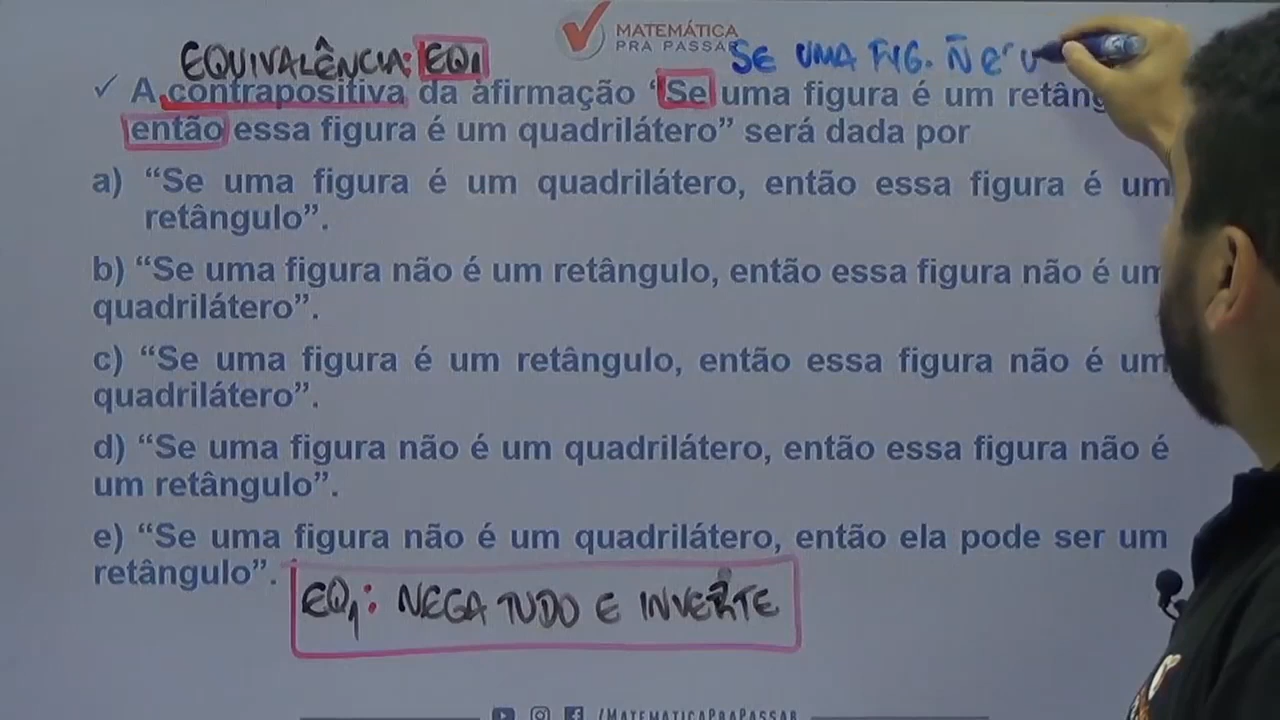 MATEMÁTICA
PRA PASSAR
EQUIVALÊNCIA: EQ1
SE UMA FIG. Ñ É U
✓ A contrapositiva da afirmação “Se uma figura é um
então essa figura é um quadrilátero” será dada por
a) “Se uma figura é um quadrilátero, então essa figura é um
retângulo”.
b) “Se uma figura não é um retângulo, então essa figura não é um
quadrilátero”.
c) “Se uma figura é um retângulo, então essa figura não é um
quadrilátero”.
d) “Se uma figura não é um quadrilátero, então essa figura não é
um retângulo”.
e) “Se uma figura não é um quadrilátero, então ela pode ser um
retângulo”.
EQ1: NEGA TUDO E INVERTE
/MATEMATICAPRAPASSAR